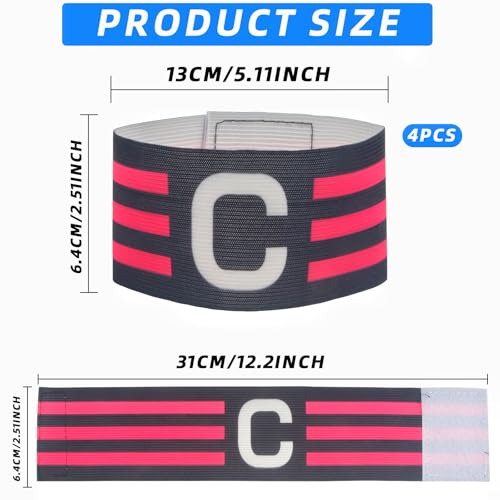 PRODUCT SIZE
13CM/5.11INCH
4PCS
6.4CM/2.51INCH
C
31CM/12.2INCH
6.4CM/2.51INCH
C